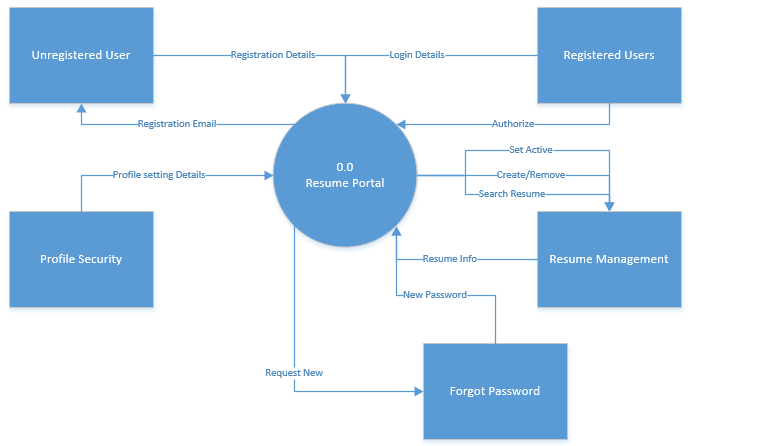 Unregistered User
Registration Details
Login Details
Registered Users
Registration Email
Authorize
0.0
Resume Portal
Set Active
Create/Remove
Search Resume
Profile setting Details
Profile Security
Resume Info
Resume Management
New Password
Request New
Forgot Password